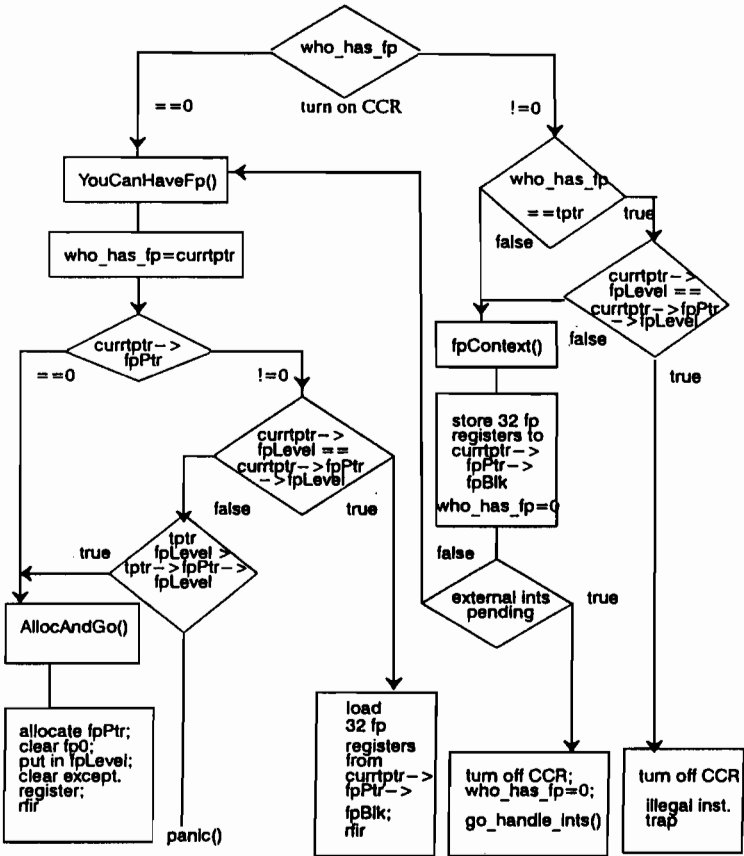 who_has_fp
==0
turn on CCR
!=0
YouCanHaveFp()
who_has_fp
==tptr
true
false
who_has_fp=currtptr
currtptr->
fpLevel ==
currtptr->fpPtr
->fpLevel
false
true
currtptr->
fpPtr
==0
!=0
fpContext()
store 32 fp
registers to
currtptr->
fpPtr->
fpBlk
who_has_fp=0
currtptr->
fpLevel ==
currtptr->fpPtr
->fpLevel
false
true
tptr
fpLevel >
tptr->fpPtr->
fpLevel
true
false
external ints
pending
true
AllocAndGo()
allocate fpPtr;
clear fp0;
put in fpLevel;
clear except.
register;
rfir
panic()
load
32 fp
registers
from
currtptr->
fpPtr->
fpBlk;
rfir
turn off CCR;
who_has_fp=0;
go_handle_ints()
turn off CCR
illegal inst.
trap